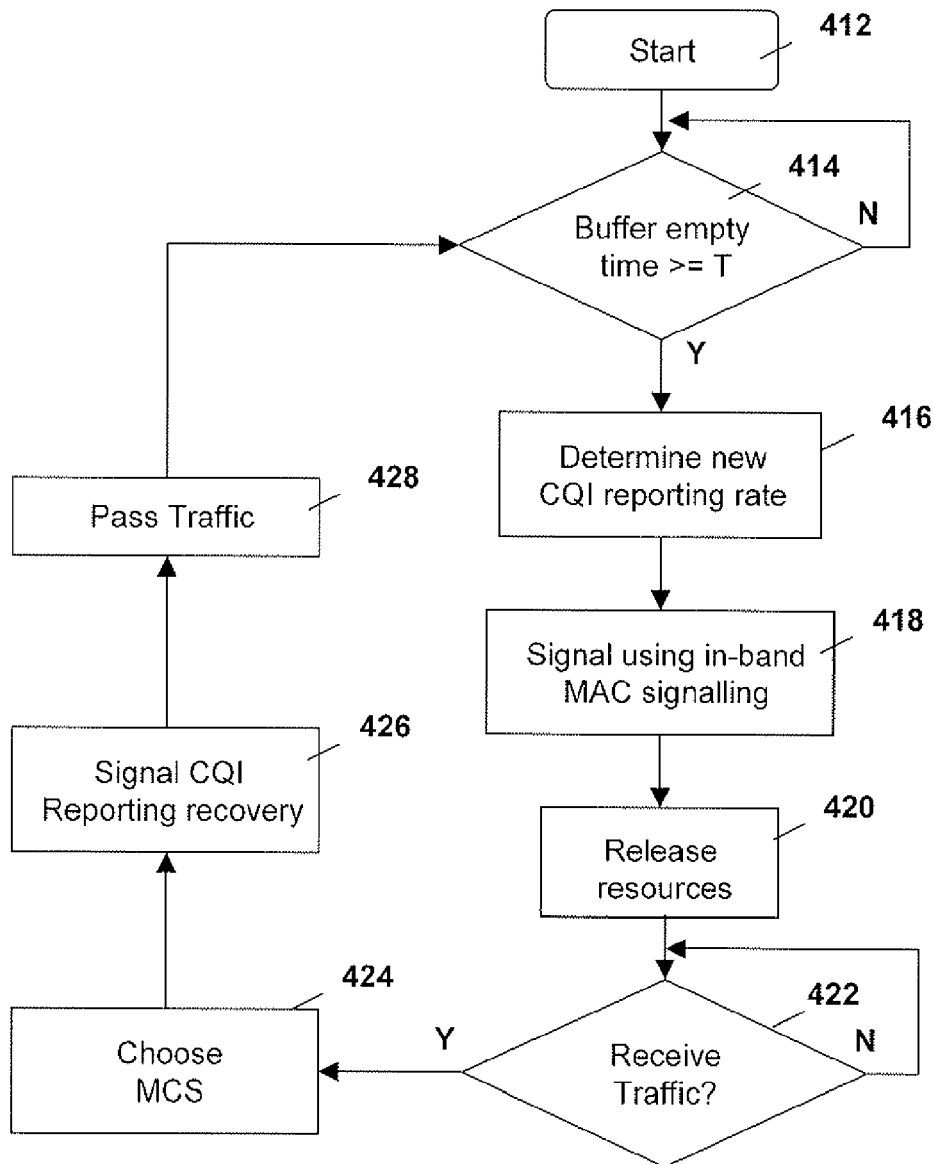 412
Start
414
Buffer empty
time >= T
N
Y
416
Determine new
CQI reporting rate
428
Pass Traffic
418
Signal using in-band
MAC signalling
426
Signal CQI
Reporting recovery
420
Release
resources
424
Choose
MCS
Y
422
Receive
Traffic?
N